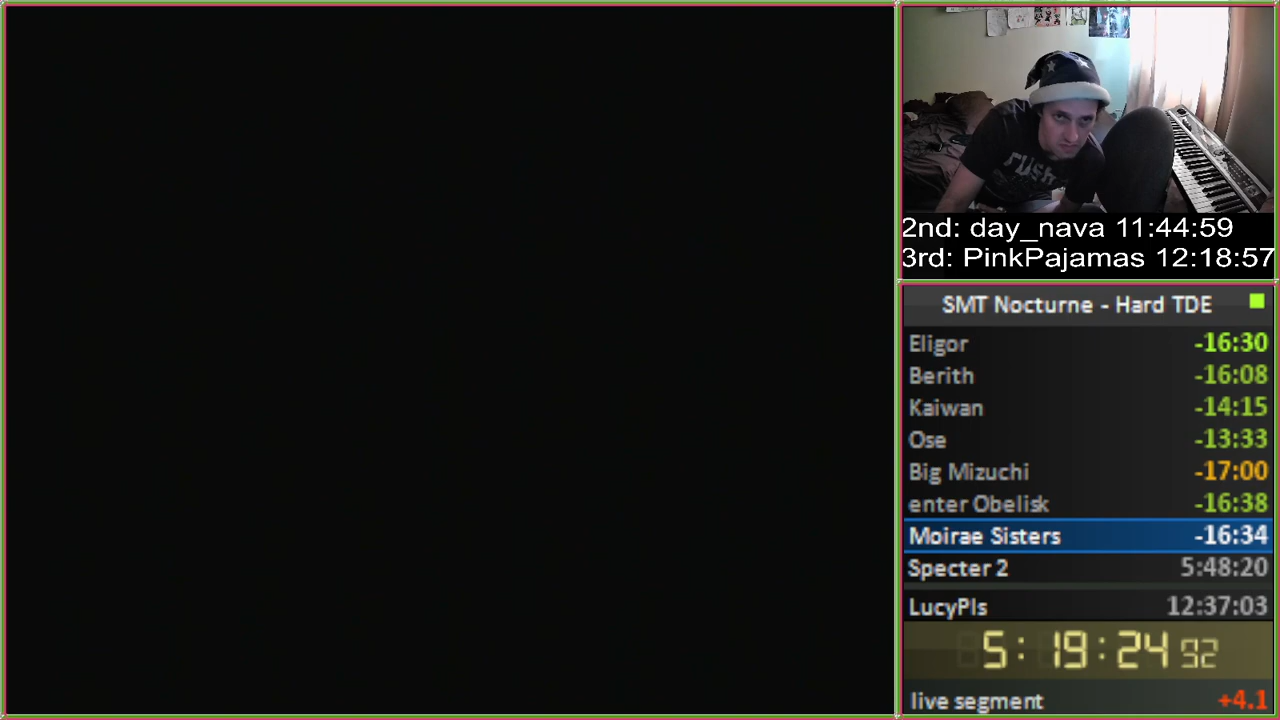 RUSH
2nd: day_nava 11:44:59
3rd: PinkPajamas 12:18:57
SMT Nocturne - Hard TDE
Eligor -16:30
Berith -16:08
Kaiwan -14:15
Ose -13:33
Big Mizuchi -17:00
enter Obelisk -16:38
Moirae Sisters -16:34
Specter 2 5:48:20
LucyPls 12:37:03
5:19:24 92
live segment +4.1